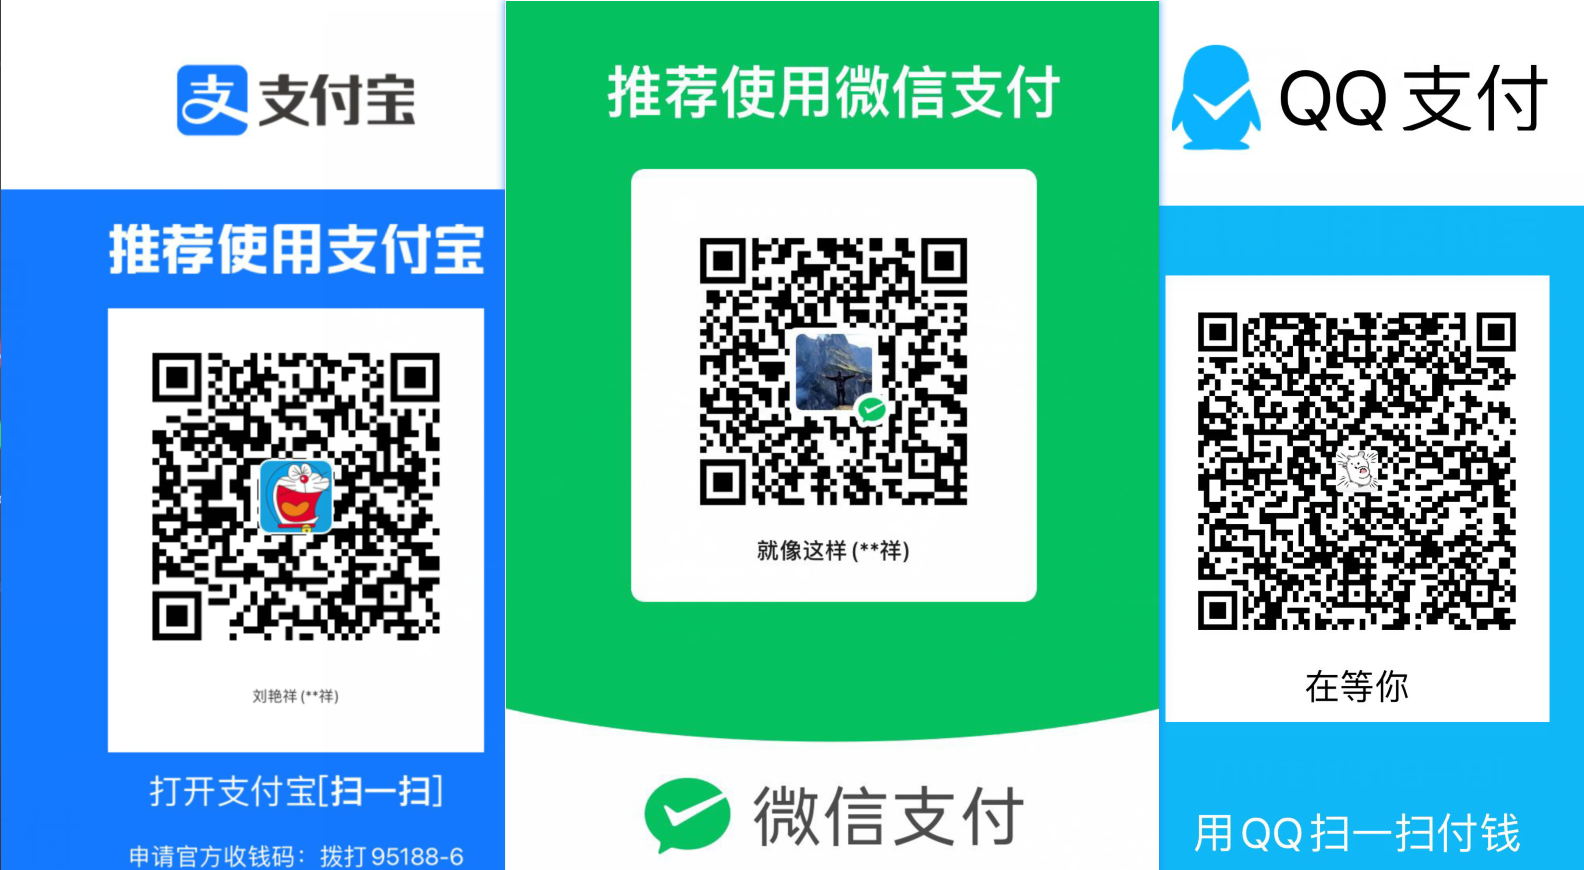 支 支付宝
推荐使用支付宝
刘艳祥 (**祥)
打开支付宝[扫一扫]
申请官方收钱码：拨打 95188-6
推荐使用微信支付
就像这样 (**祥)
微信支付
QQ 支付
在等你
用QQ扫一扫付钱